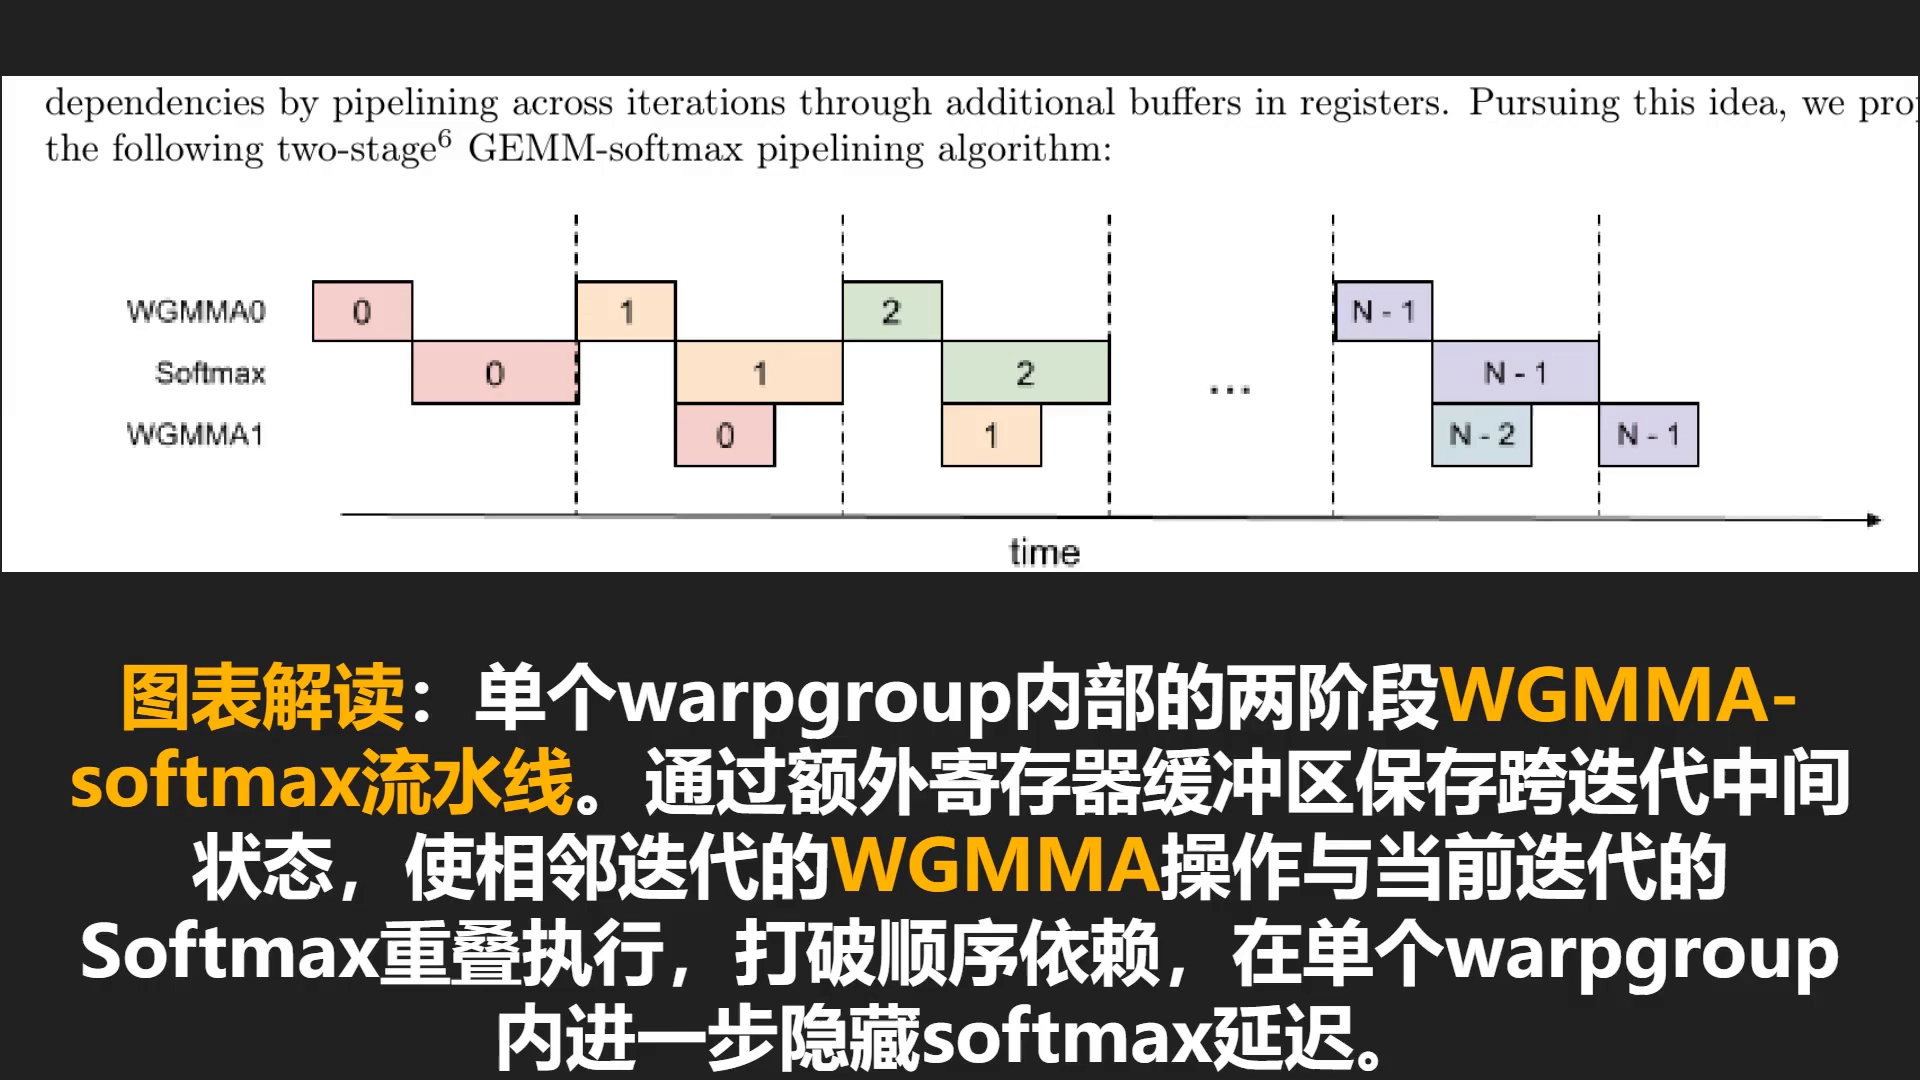 dependencies by pipelining across iterations through additional buffers in registers. Pursuing this idea, we prop
the following two-stage⁶ GEMM-softmax pipelining algorithm:
WGMMA0 0 1 2 N - 1
Softmax 0 1 2 ... N - 1
WGMMA1 0 1 N - 2 N - 1
time
图表解读：单个warpgroup内部的两阶段WGMMA-
softmax流水线。通过额外寄存器缓冲区保存跨迭代中间
状态，使相邻迭代的WGMMA操作与当前迭代的
Softmax重叠执行，打破顺序依赖，在单个warpgroup
内进一步隐藏softmax延迟。